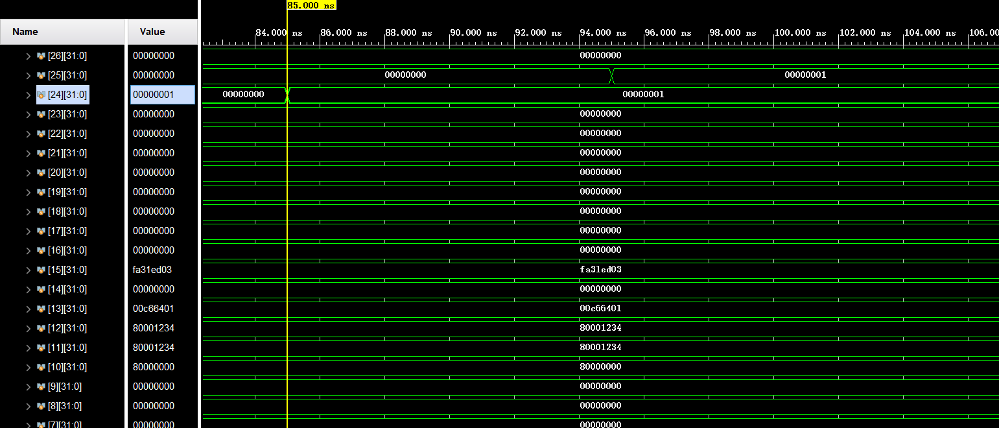 85.000 ns
Name Value
84.000 ns 86.000 ns 88.000 ns 90.000 ns 92.000 ns 94.000 ns 96.000 ns 98.000 ns 100.000 ns 102.000 ns 104.000 ns 106.00
[26][31:0] 00000000 00000000
[25][31:0] 00000000 00000000 00000001
[24][31:0] 00000001 00000000 00000001
[23][31:0] 00000000 00000000
[22][31:0] 00000000 00000000
[21][31:0] 00000000 00000000
[20][31:0] 00000000 00000000
[19][31:0] 00000000 00000000
[18][31:0] 00000000 00000000
[17][31:0] 00000000 00000000
[16][31:0] 00000000 00000000
[15][31:0] fa31ed03 fa31ed03
[14][31:0] 00000000 00000000
[13][31:0] 00c66401 00c66401
[12][31:0] 80001234 80001234
[11][31:0] 80001234 80001234
[10][31:0] 80000000 80000000
[9][31:0] 00000000 00000000
[8][31:0] 00000000 00000000
[7][31:0] 00000000 00000000